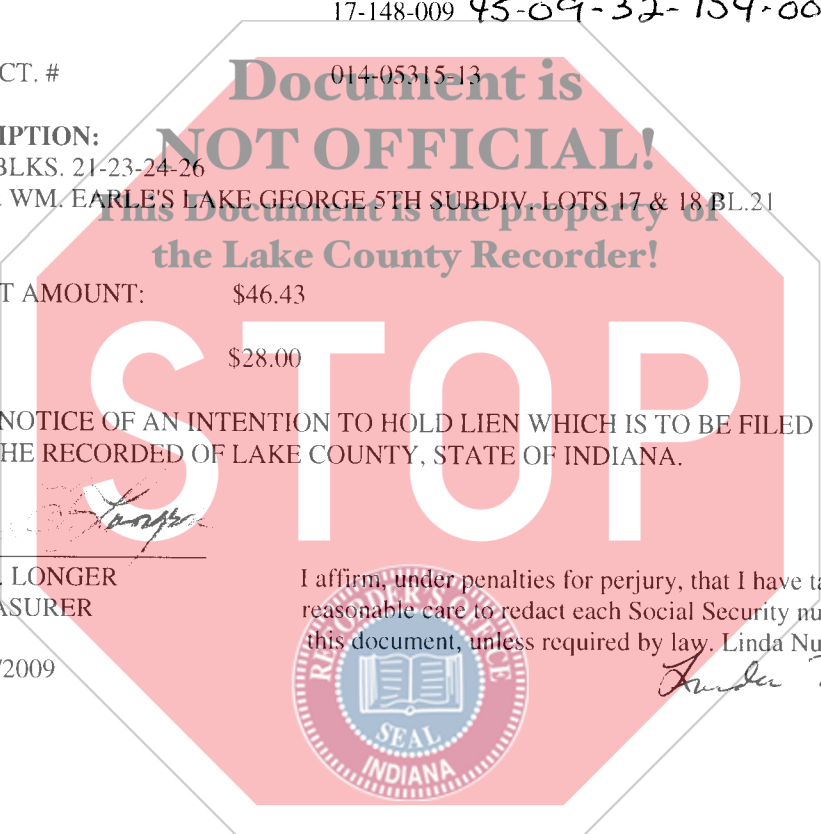 17-148-009 45-09-32-154-00
CT. # 014-05315-13
Document is
NOT OFFICIAL!
This Document is the property of
the Lake County Recorder!
IPTION:
BLKS. 21-23-24-26
WM. EARLE'S LAKE GEORGE 5TH SUBDIV. LOTS 17 & 18 BL.21
T AMOUNT: $46.43
$28.00
STOP
NOTICE OF AN INTENTION TO HOLD LIEN WHICH IS TO BE FILED
HE RECORDED OF LAKE COUNTY, STATE OF INDIANA.
Longer
. LONGER
ASURER
/2009
I affirm, under penalties for perjury, that I have ta
reasonable care to redact each Social Security nu
this document, unless required by law. Linda Nu
Linda
RECORDER'S OFFICE
SEAL
INDIANA